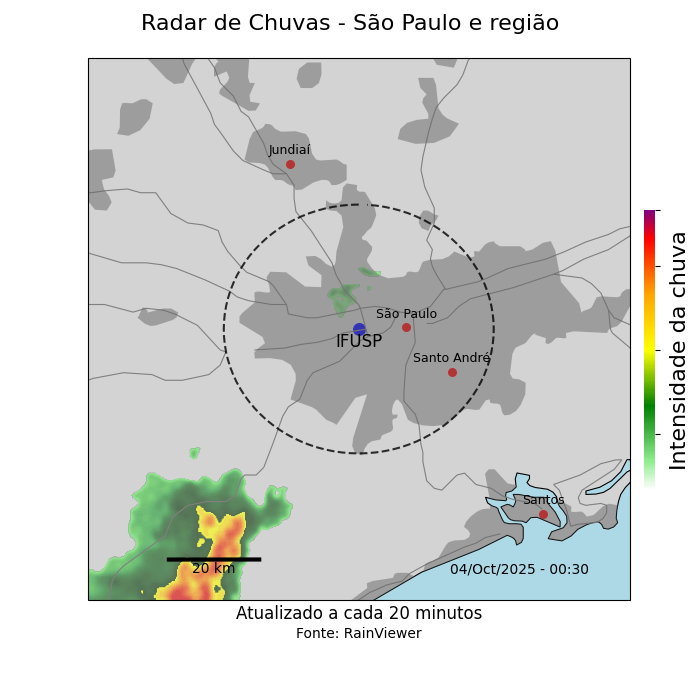 Radar de Chuvas - São Paulo e região
Jundiaí
São Paulo
IFUSP
Santo André
Santos
20 km
04/Oct/2025 - 00:30
Intensidade da chuva
Atualizado a cada 20 minutos
Fonte: RainViewer